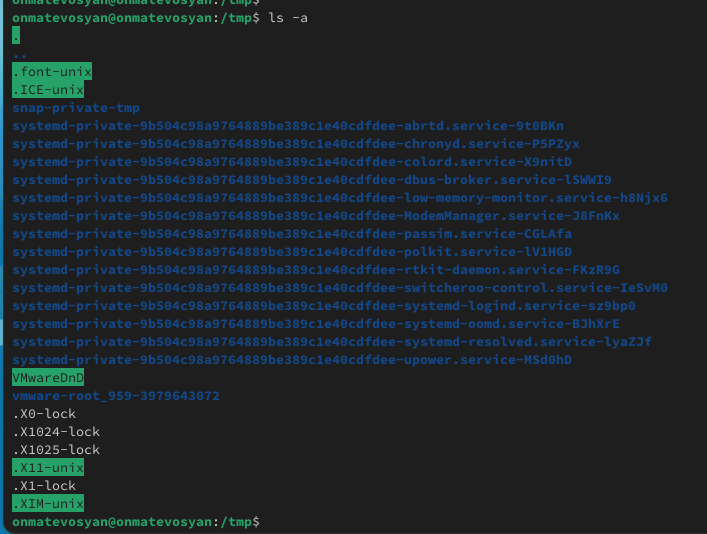 onmatevosyan@onmatevosyan:/tmp$
onmatevosyan@onmatevosyan:/tmp$ ls -a
.
..
.font-unix
.ICE-unix
snap-private-tmp
systemd-private-9b504c98a9764889be389c1e40cdfdee-abrtd.service-9t0BKn
systemd-private-9b504c98a9764889be389c1e40cdfdee-chronyd.service-P5PZyx
systemd-private-9b504c98a9764889be389c1e40cdfdee-colord.service-X9nitD
systemd-private-9b504c98a9764889be389c1e40cdfdee-dbus-broker.service-lSWWI9
systemd-private-9b504c98a9764889be389c1e40cdfdee-low-memory-monitor.service-h8Njx6
systemd-private-9b504c98a9764889be389c1e40cdfdee-ModemManager.service-J8FnKx
systemd-private-9b504c98a9764889be389c1e40cdfdee-passim.service-CGLAfa
systemd-private-9b504c98a9764889be389c1e40cdfdee-polkit.service-lV1HGD
systemd-private-9b504c98a9764889be389c1e40cdfdee-rtkit-daemon.service-FKzR9G
systemd-private-9b504c98a9764889be389c1e40cdfdee-switcheroo-control.service-IeSvM0
systemd-private-9b504c98a9764889be389c1e40cdfdee-systemd-logind.service-sz9bp0
systemd-private-9b504c98a9764889be389c1e40cdfdee-systemd-oomd.service-BJhXrE
systemd-private-9b504c98a9764889be389c1e40cdfdee-systemd-resolved.service-lyaZJf
systemd-private-9b504c98a9764889be389c1e40cdfdee-upower.service-MSd0hD
VMwareDnD
vmware-root_959-3979643072
.X0-lock
.X1024-lock
.X1025-lock
.X11-unix
.X1-lock
.XIM-unix
onmatevosyan@onmatevosyan:/tmp$